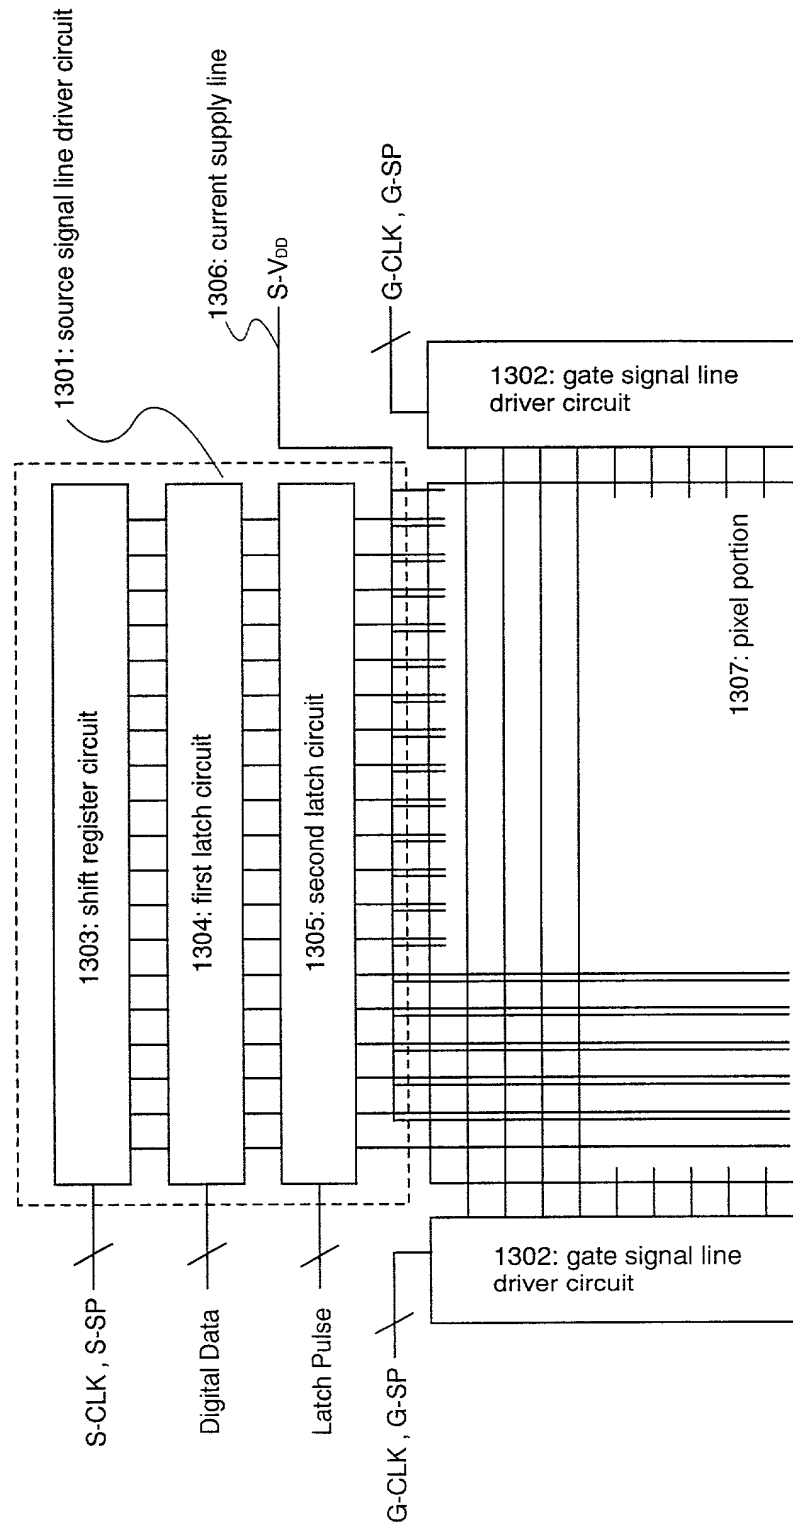 1301: source signal line driver circuit
1306: current supply line
S-VDD
G-CLK , G-SP
1303: shift register circuit
1304: first latch circuit
1305: second latch circuit
1302: gate signal line
driver circuit
1307: pixel portion
S-CLK , S-SP
Digital Data
Latch Pulse
G-CLK , G-SP
1302: gate signal line
driver circuit